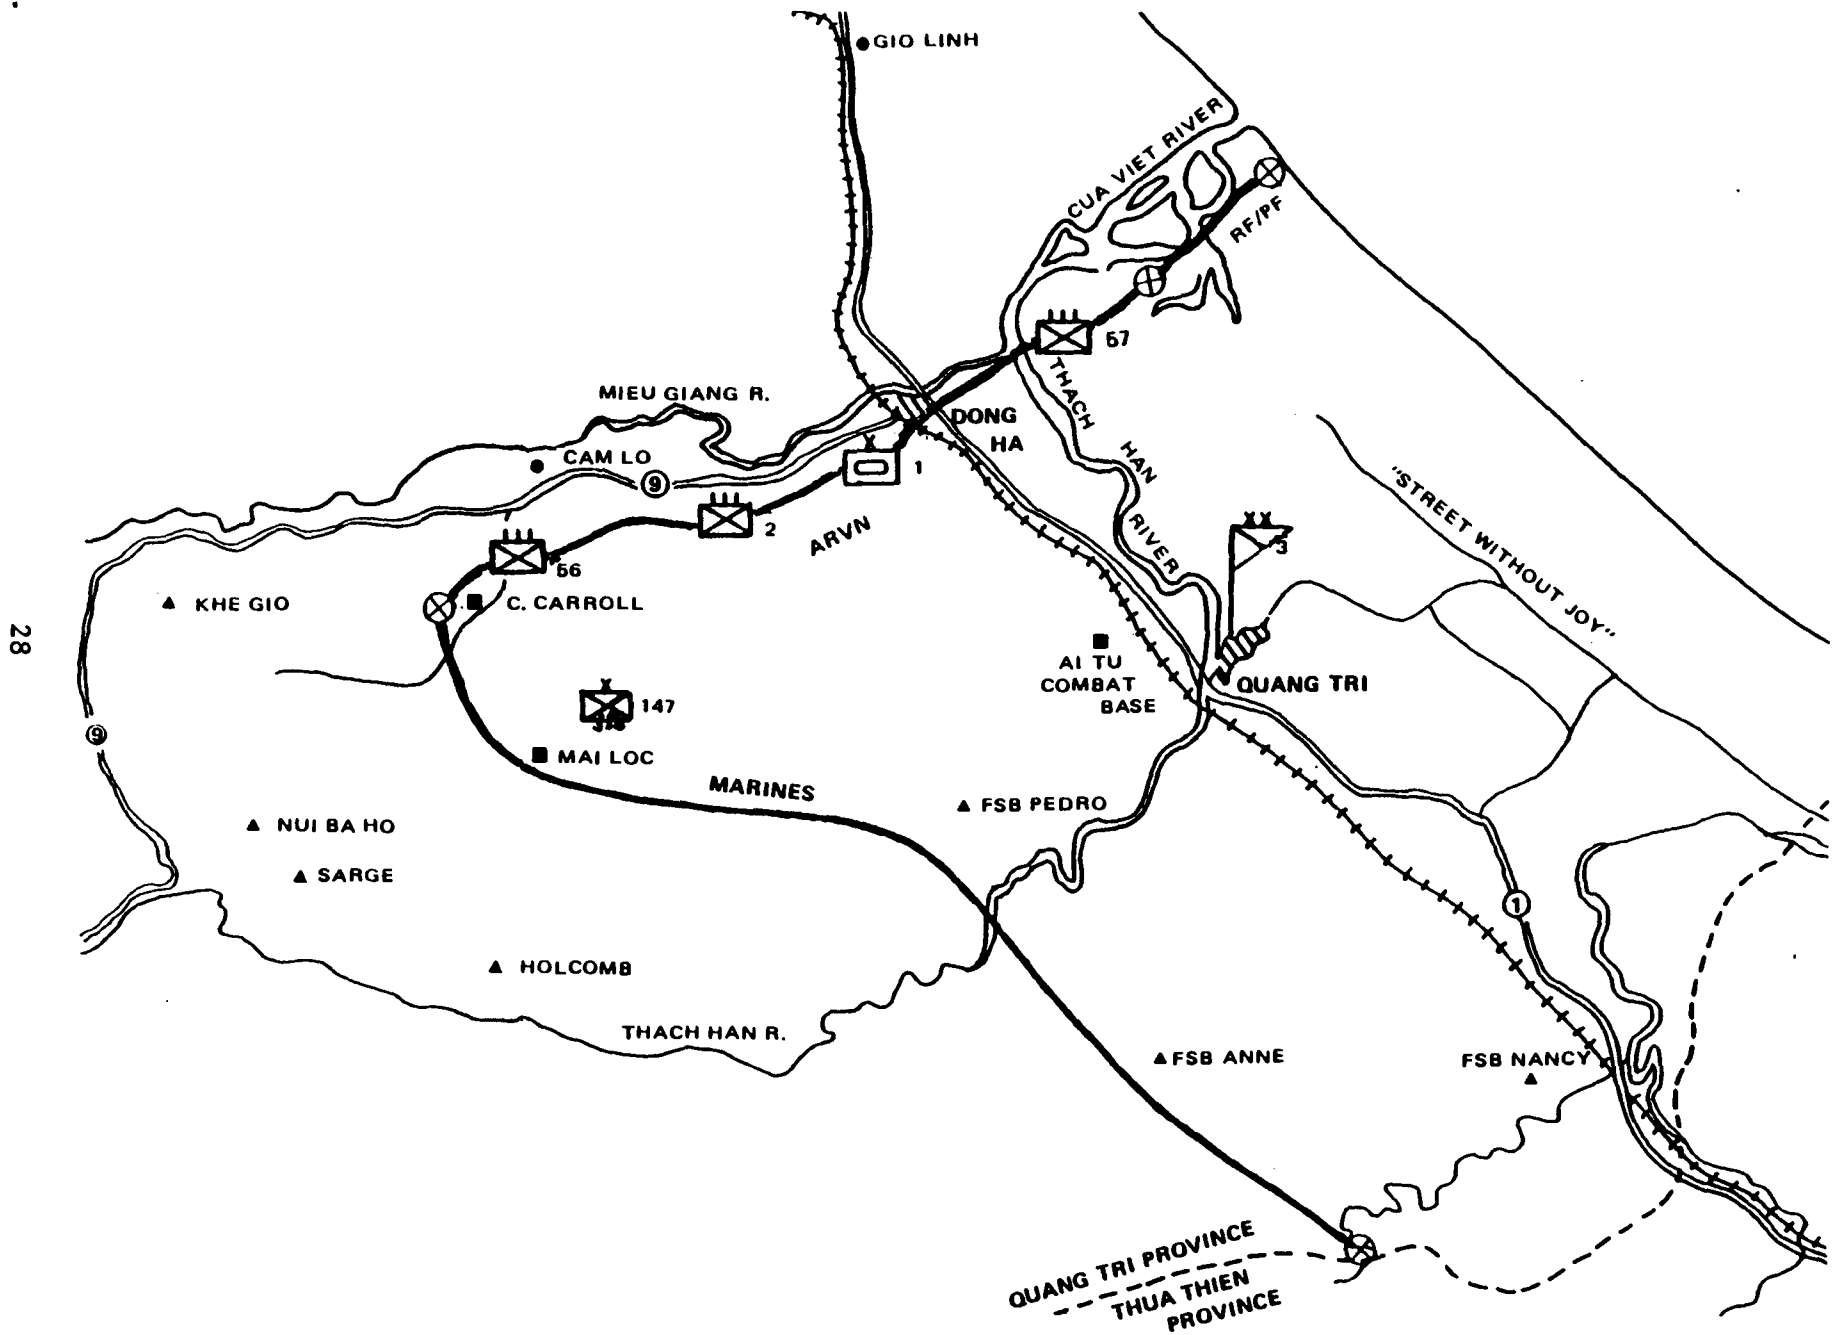 GIO LINH
CUA VIET RIVER
RF/PF
57
MIEU GIANG R.
DONG
HA
THACH
HAN
RIVER
CAM LO
9
1
2
ARVN
"STREET WITHOUT JOY"
XX
3
56
KHE GIO
C. CARROLL
28
AI TU
COMBAT
BASE
QUANG TRI
X
147
9
MAI LOC
MARINES
FSB PEDRO
NUI BA HO
SARGE
1
HOLCOMB
THACH HAN R.
FSB ANNE
FSB NANCY
QUANG TRI PROVINCE
THUA THIEN
PROVINCE